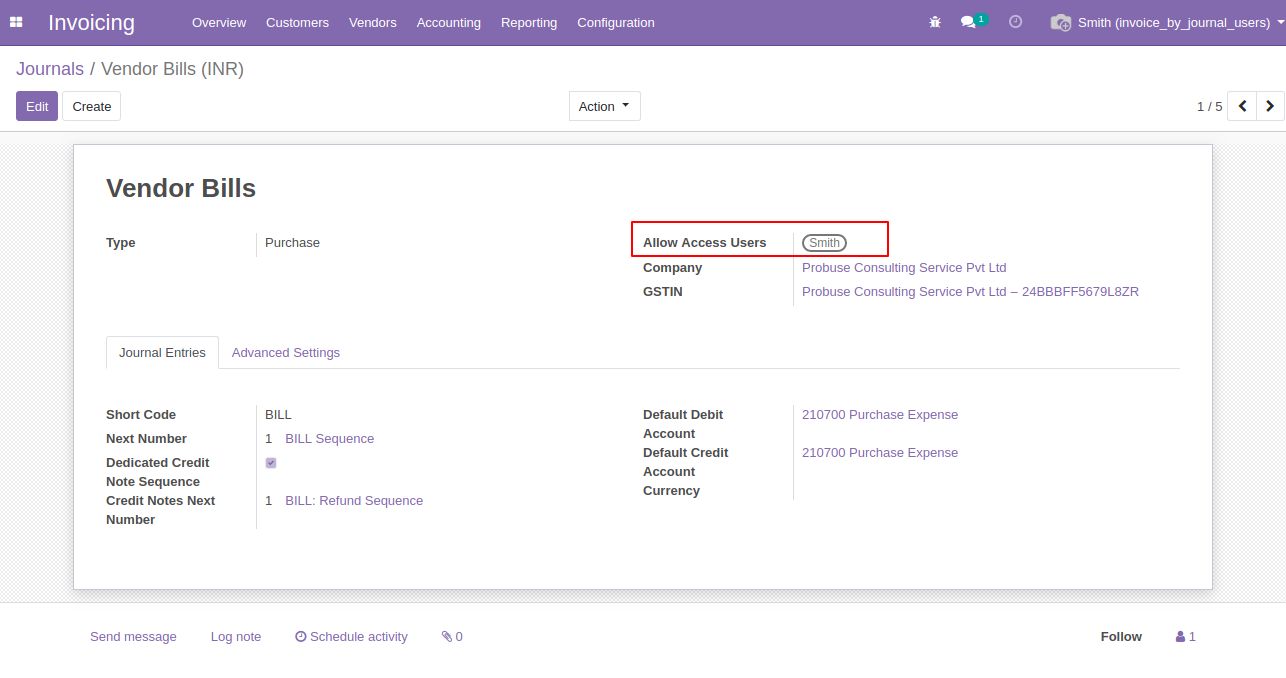 Invoicing Overview Customers Vendors Accounting Reporting Configuration 1 Smith (invoice_by_journal_users)
Journals / Vendor Bills (INR)
Edit Create Action 1 / 5
Vendor Bills
Type Purchase
Allow Access Users Smith
Company Probuse Consulting Service Pvt Ltd
GSTIN Probuse Consulting Service Pvt Ltd – 24BBBFF5679L8ZR
Journal Entries Advanced Settings
Short Code BILL
Next Number 1 BILL Sequence
Dedicated Credit
Note Sequence
Credit Notes Next 1 BILL: Refund Sequence
Number
Default Debit 210700 Purchase Expense
Account
Default Credit 210700 Purchase Expense
Account
Currency
Send message Log note Schedule activity 0 Follow 1